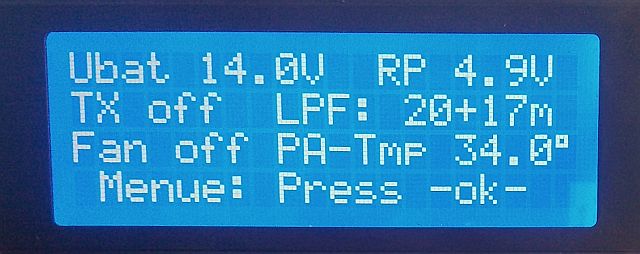 Ubat 14.0V RP 4.9V
TX off LPF: 20+17m
Fan off PA-Tmp 34.0°
Menue: Press -ok-